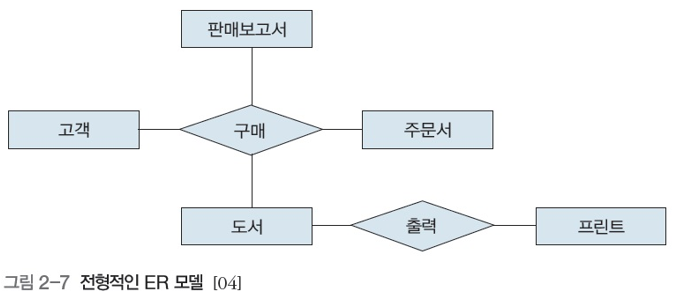 판매보고서
고객
구매
주문서
도서
출력
프린트
그림 2-7 전형적인 ER 모델 [04]